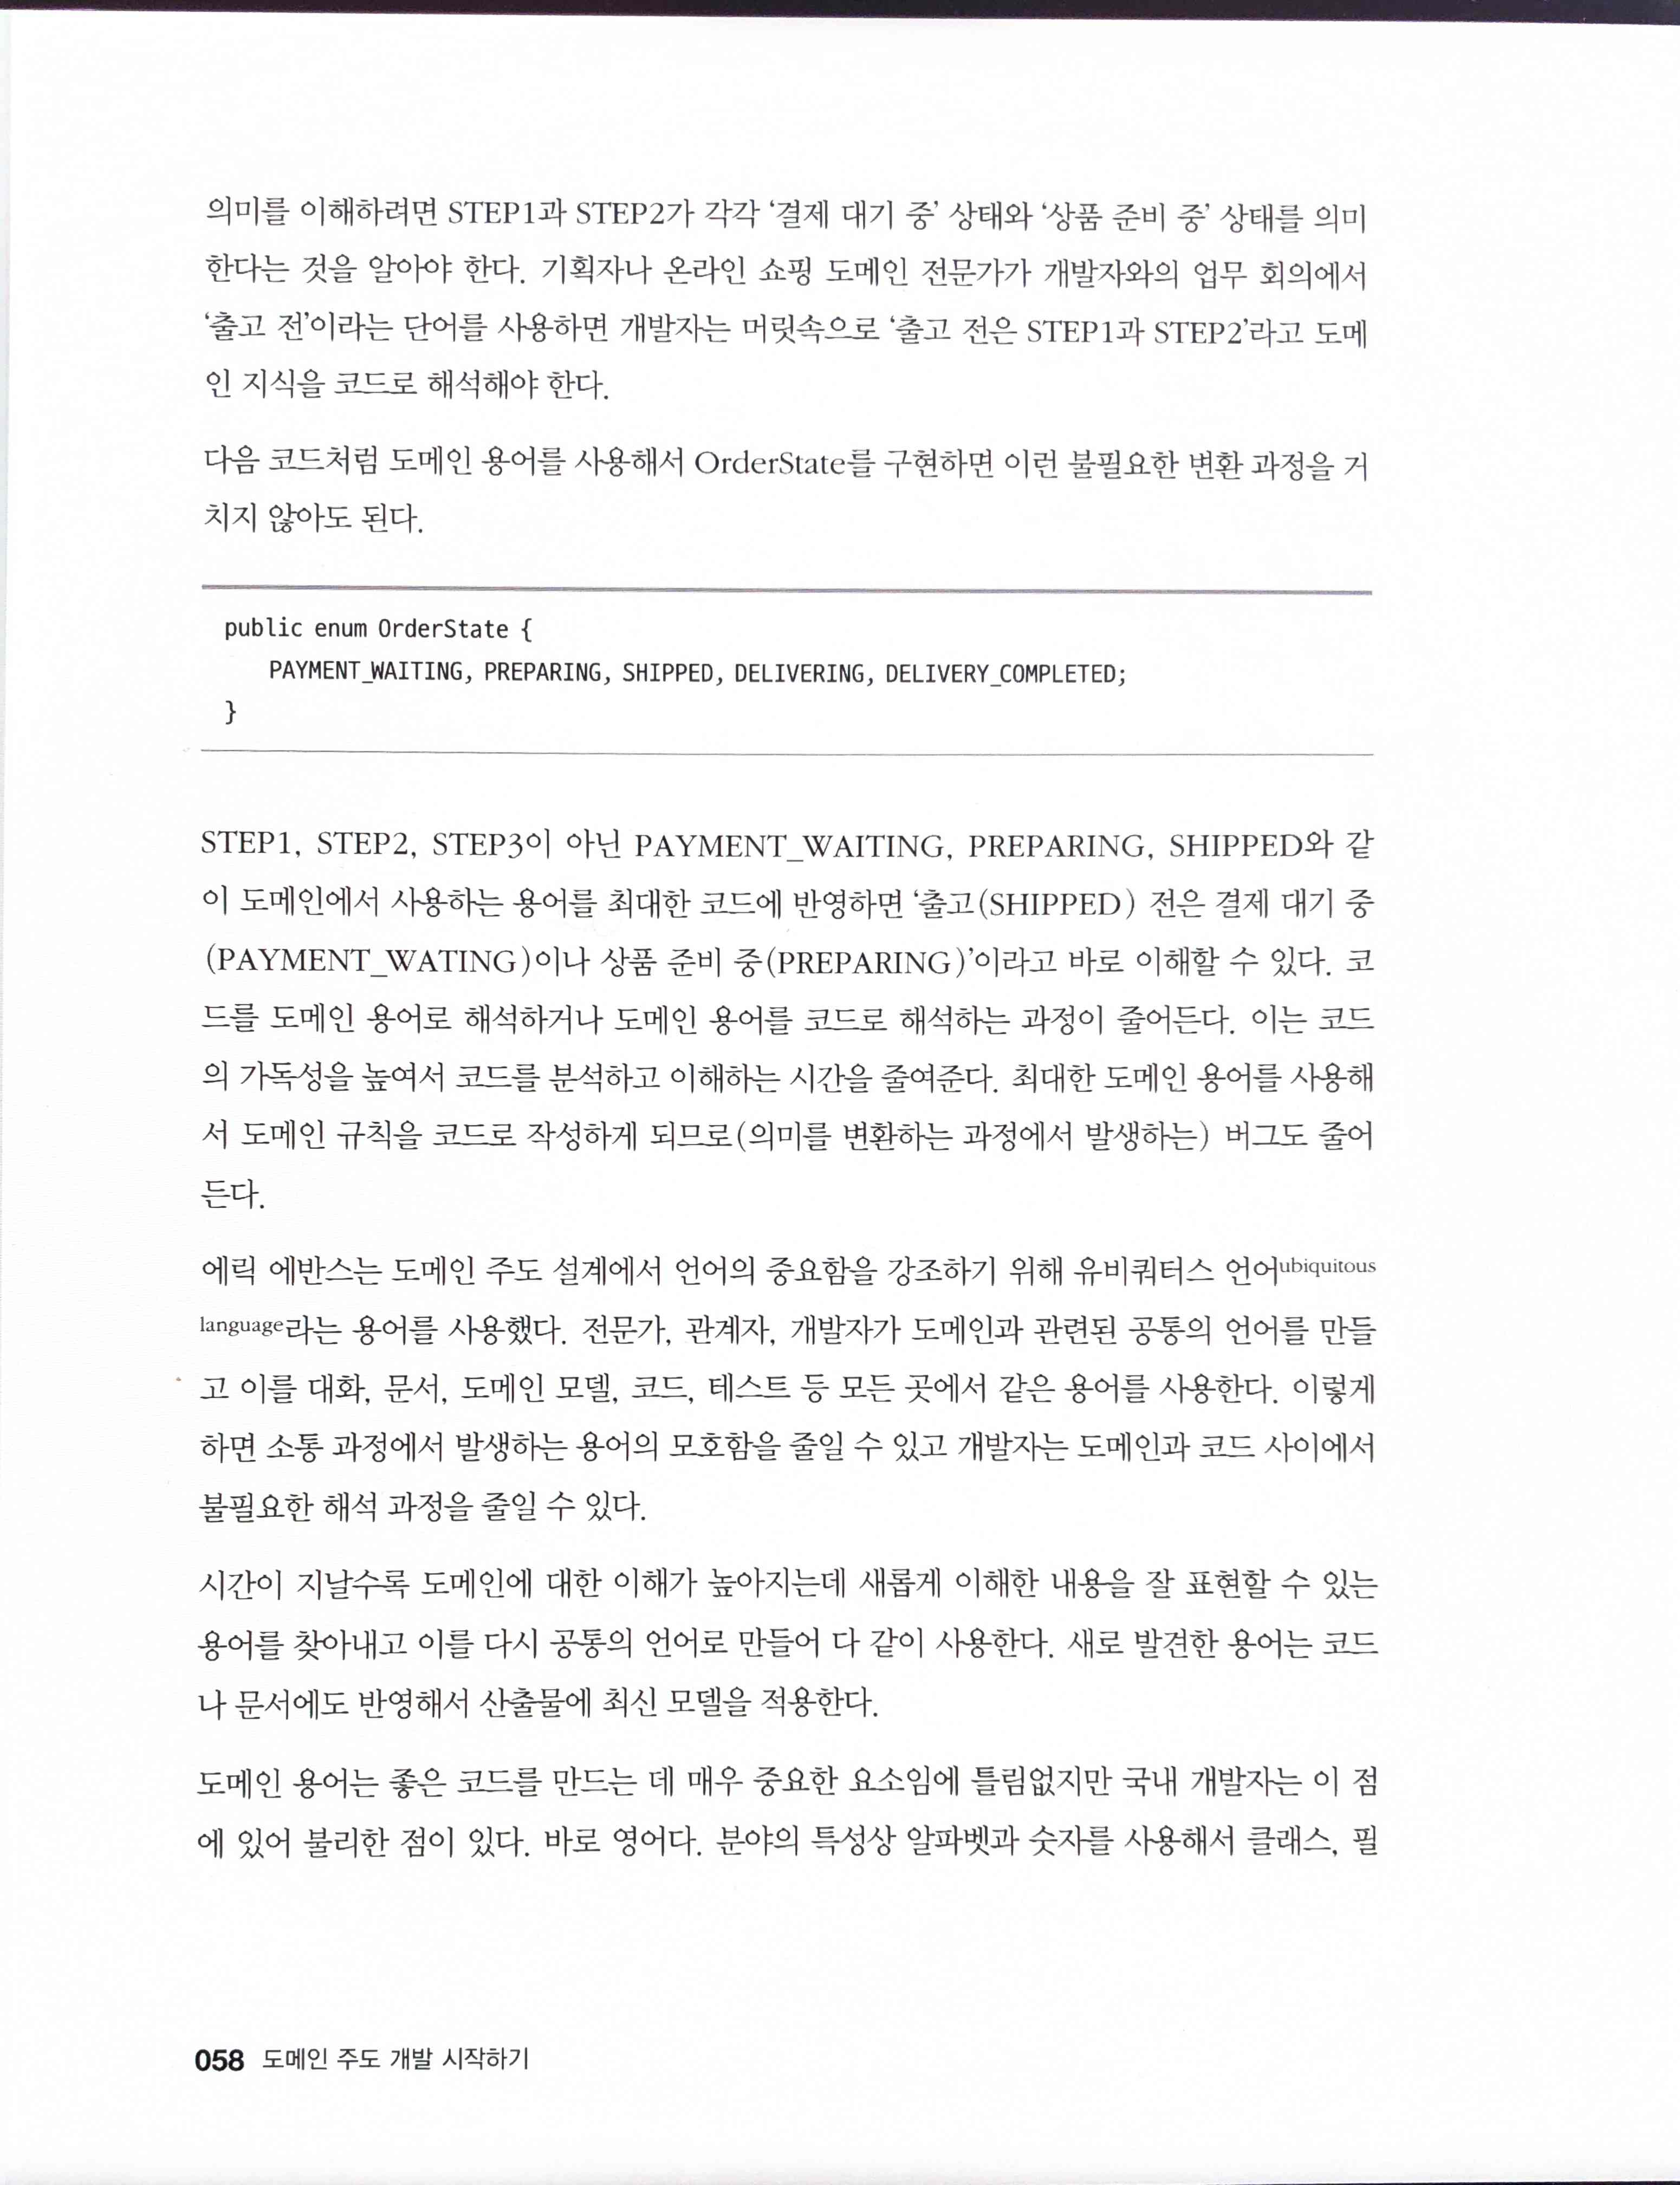 의미를 이해하려면 STEP1과 STEP2가 각각 ‘결제 대기 중’ 상태와 ‘상품 준비 중’ 상태를 의미
한다는 것을 알아야 한다. 기획자나 온라인 쇼핑 도메인 전문가가 개발자와의 업무 회의에서
‘출고 전’이라는 단어를 사용하면 개발자는 머릿속으로 ‘출고 전은 STEP1과 STEP2’라고 도메
인 지식을 코드로 해석해야 한다.
다음 코드처럼 도메인 용어를 사용해서 OrderState를 구현하면 이런 불필요한 변환 과정을 거
치지 않아도 된다.
public enum OrderState {
    PAYMENT_WAITING, PREPARING, SHIPPED, DELIVERING, DELIVERY_COMPLETED;
}
STEP1, STEP2, STEP3이 아닌 PAYMENT_WAITING, PREPARING, SHIPPED와 같
이 도메인에서 사용하는 용어를 최대한 코드에 반영하면 ‘출고(SHIPPED) 전은 결제 대기 중
(PAYMENT_WATING)이나 상품 준비 중(PREPARING)’이라고 바로 이해할 수 있다. 코
드를 도메인 용어로 해석하거나 도메인 용어를 코드로 해석하는 과정이 줄어든다. 이는 코드
의 가독성을 높여서 코드를 분석하고 이해하는 시간을 줄여준다. 최대한 도메인 용어를 사용해
서 도메인 규칙을 코드로 작성하게 되므로(의미를 변환하는 과정에서 발생하는) 버그도 줄어
든다.
에릭 에반스는 도메인 주도 설계에서 언어의 중요함을 강조하기 위해 유비쿼터스 언어ubiquitous
language라는 용어를 사용했다. 전문가, 관계자, 개발자가 도메인과 관련된 공통의 언어를 만들
고 이를 대화, 문서, 도메인 모델, 코드, 테스트 등 모든 곳에서 같은 용어를 사용한다. 이렇게
하면 소통 과정에서 발생하는 용어의 모호함을 줄일 수 있고 개발자는 도메인과 코드 사이에서
불필요한 해석 과정을 줄일 수 있다.
시간이 지날수록 도메인에 대한 이해가 높아지는데 새롭게 이해한 내용을 잘 표현할 수 있는
용어를 찾아내고 이를 다시 공통의 언어로 만들어 다 같이 사용한다. 새로 발견한 용어는 코드
나 문서에도 반영해서 산출물에 최신 모델을 적용한다.
도메인 용어는 좋은 코드를 만드는 데 매우 중요한 요소임에 틀림없지만 국내 개발자는 이 점
에 있어 불리한 점이 있다. 바로 영어다. 분야의 특성상 알파벳과 숫자를 사용해서 클래스, 필
058 도메인 주도 개발 시작하기